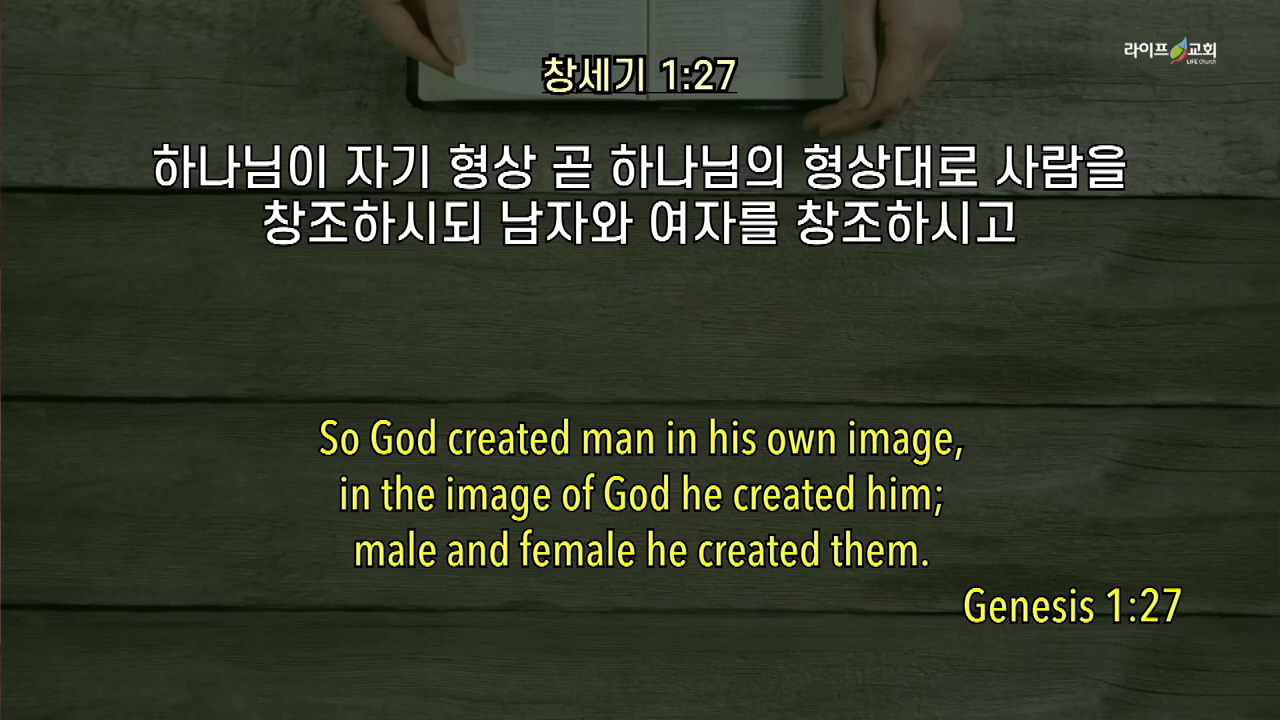 라이프교회
LIFE Church
창세기 1:27
하나님이 자기 형상 곧 하나님의 형상대로 사람을
창조하시되 남자와 여자를 창조하시고
So God created man in his own image,
in the image of God he created him;
male and female he created them.
Genesis 1:27